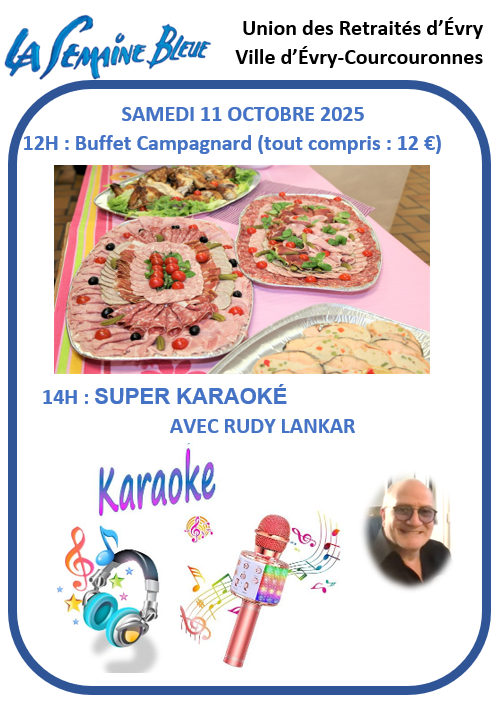 LA SEMAINE BLEUE
Union des Retraités d'Évry
Ville d'Évry-Courcouronnes
SAMEDI 11 OCTOBRE 2025
12H : Buffet Campagnard (tout compris : 12 €)
14H : SUPER KARAOKÉ
AVEC RUDY LANKAR
Karaoke